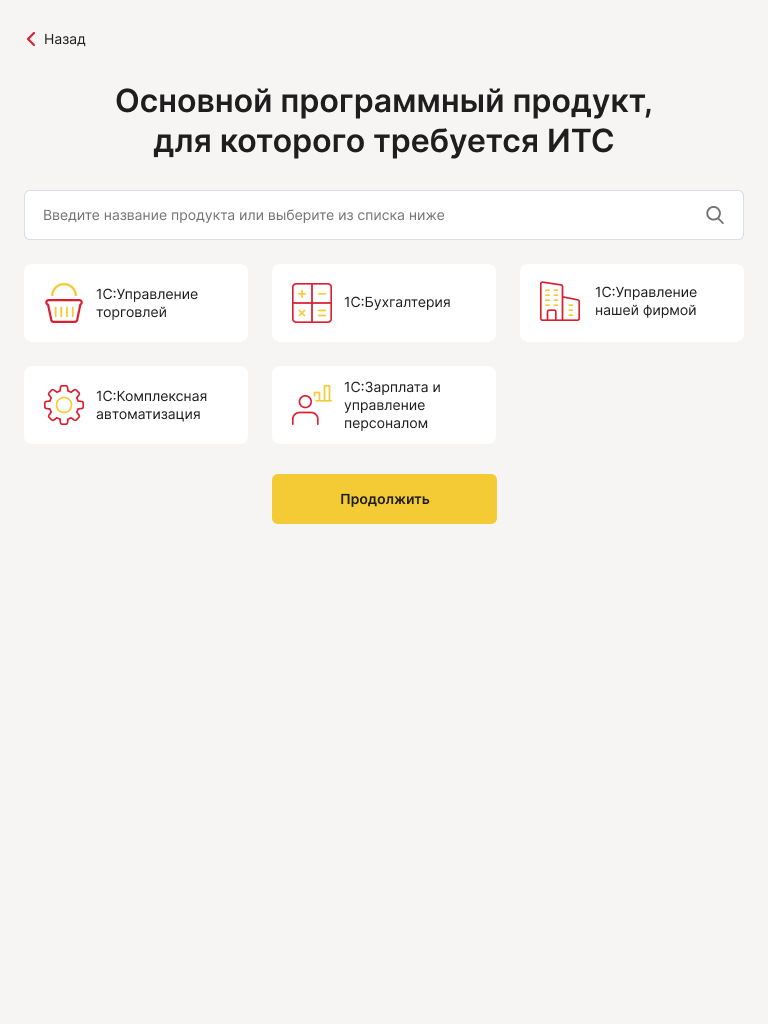 Назад
Основной программный продукт,
для которого требуется ИТС
Введите название продукта или выберите из списка ниже
1С:Управление
торговлей
1С:Бухгалтерия
1С:Управление
нашей фирмой
1С:Комплексная
автоматизация
1С:Зарплата и
управление
персоналом
Продолжить